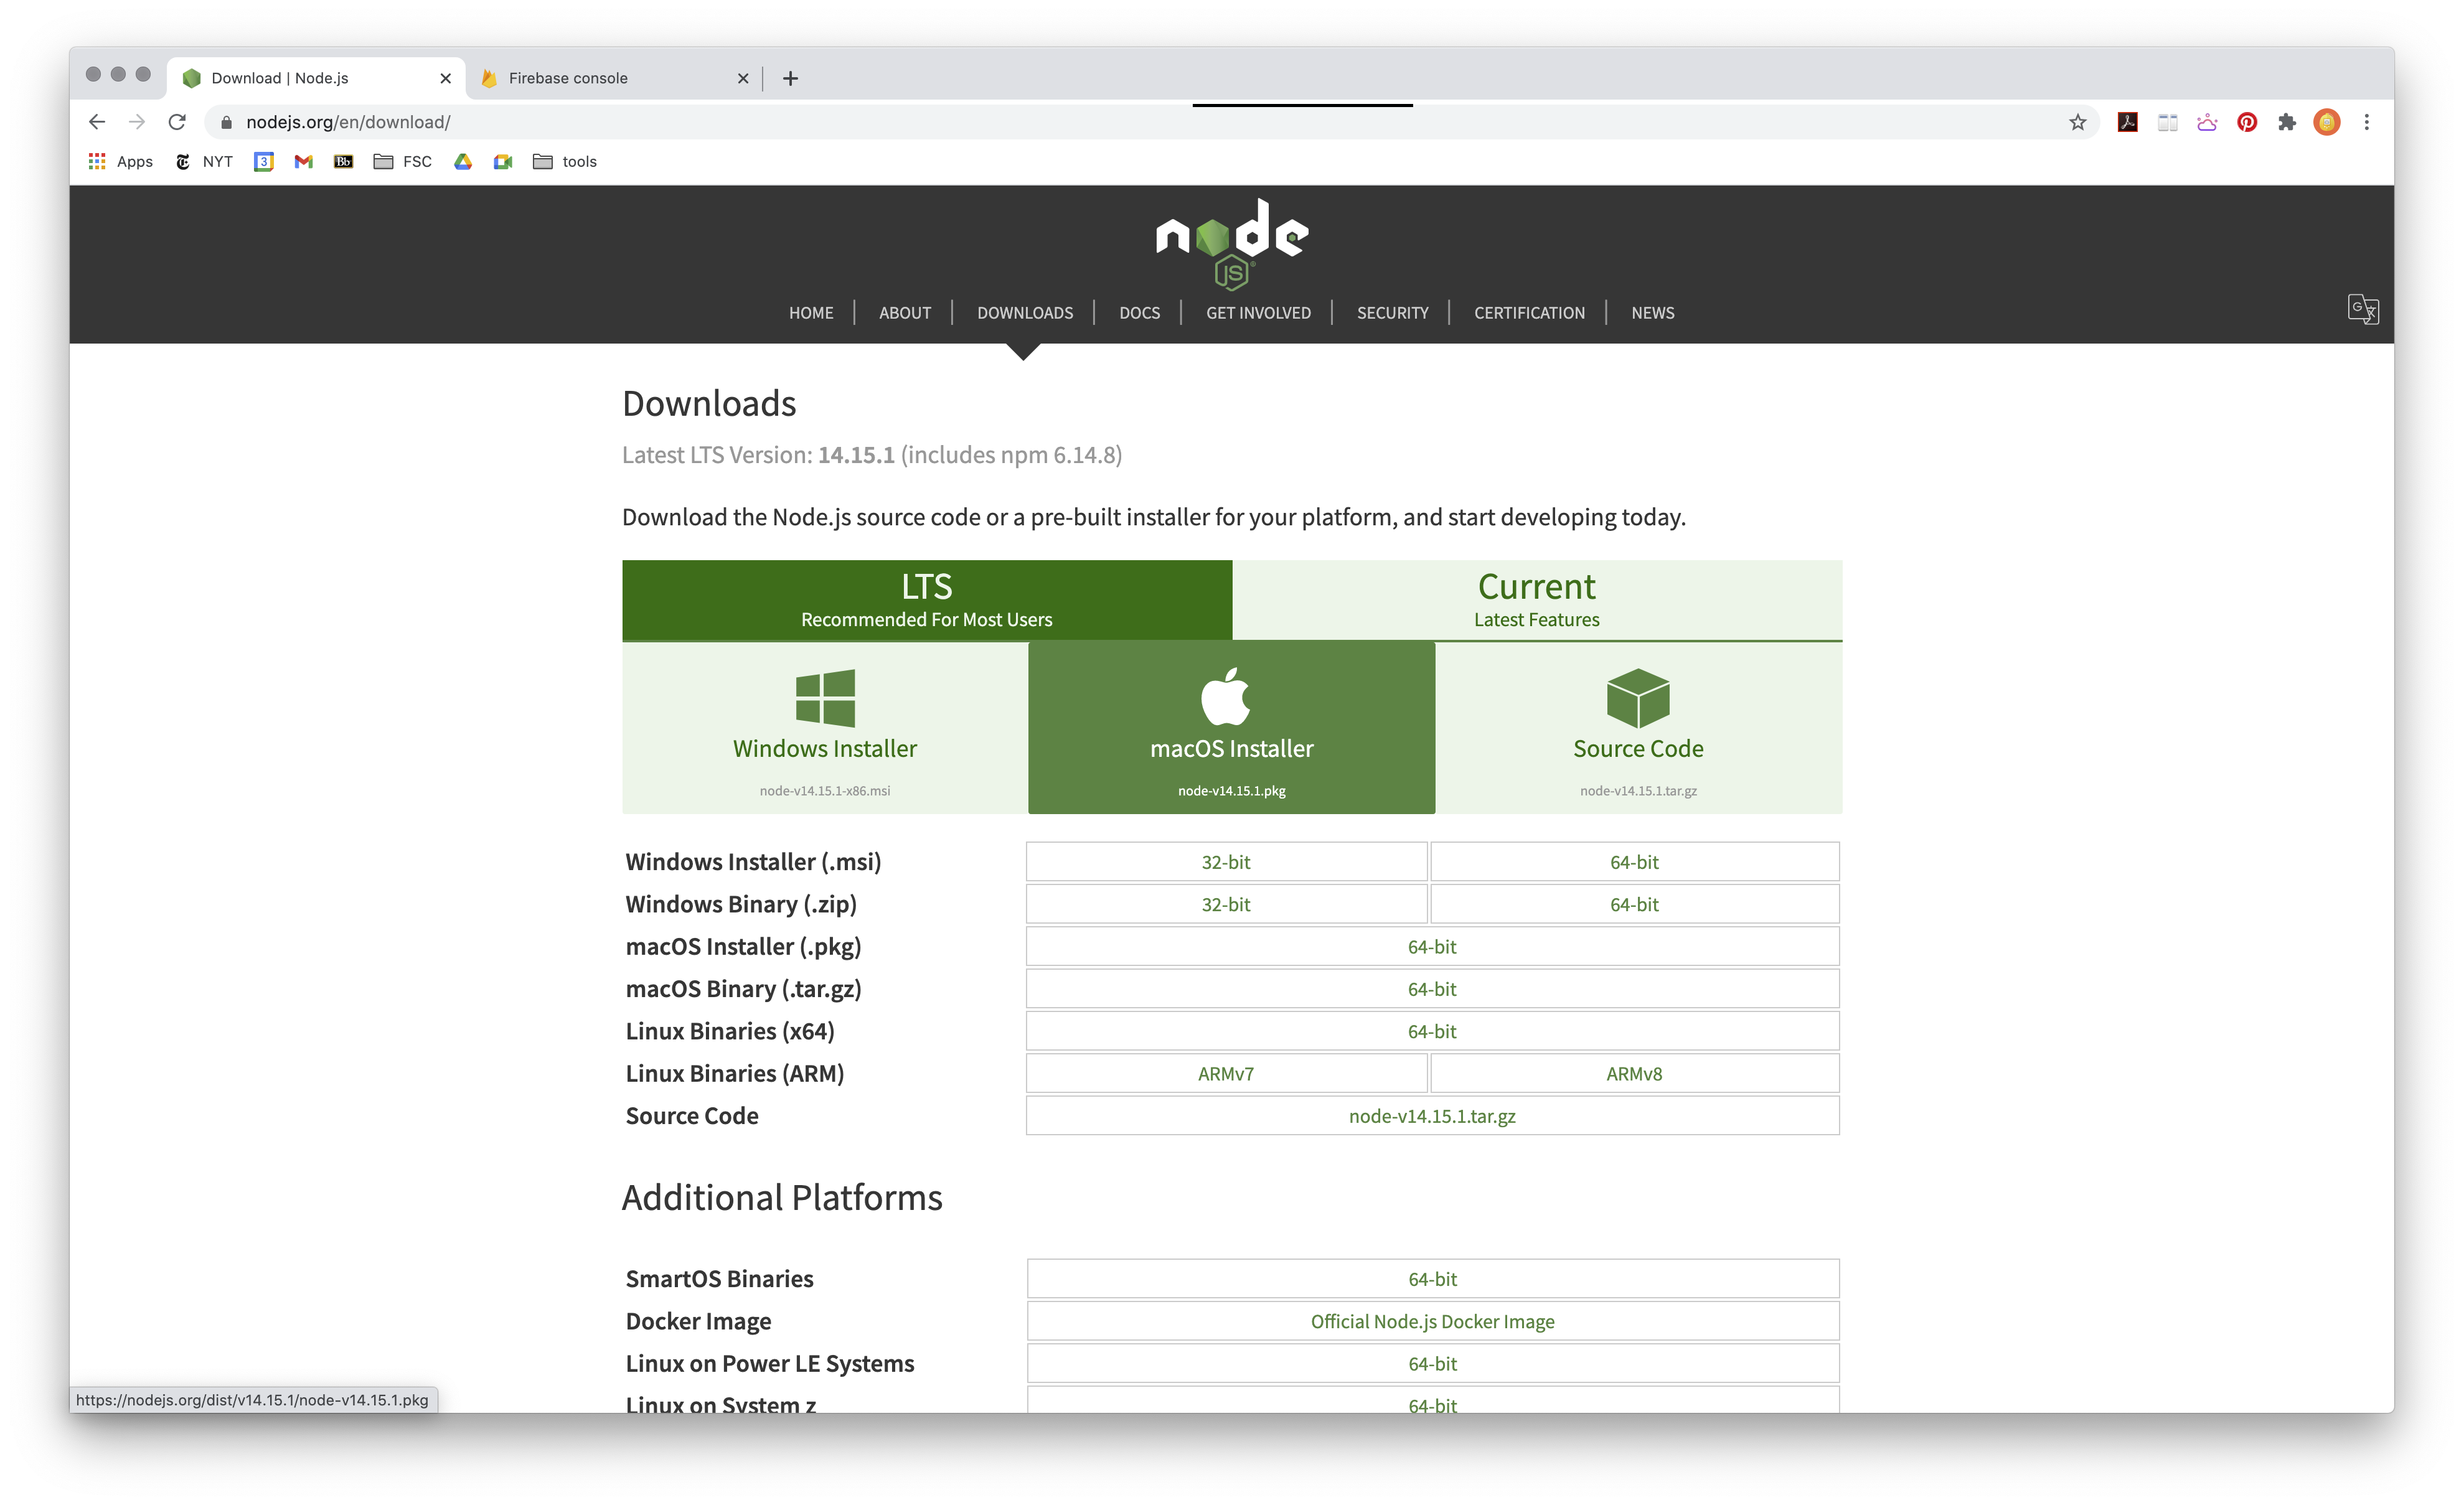 Download | Node.js
Firebase console
nodejs.org/en/download/
Apps
NYT
3
Bb
FSC
tools
node
JS
HOME
ABOUT
DOWNLOADS
DOCS
GET INVOLVED
SECURITY
CERTIFICATION
NEWS
Downloads
Latest LTS Version: 14.15.1 (includes npm 6.14.8)
Download the Node.js source code or a pre-built installer for your platform, and start developing today.
LTS
Recommended For Most Users
Current
Latest Features
Windows Installer
node-v14.15.1-x86.msi
macOS Installer
node-v14.15.1.pkg
Source Code
node-v14.15.1.tar.gz
Windows Installer (.msi) 32-bit 64-bit
Windows Binary (.zip) 32-bit 64-bit
macOS Installer (.pkg) 64-bit
macOS Binary (.tar.gz) 64-bit
Linux Binaries (x64) 64-bit
Linux Binaries (ARM) ARMv7 ARMv8
Source Code node-v14.15.1.tar.gz
Additional Platforms
SmartOS Binaries 64-bit
Docker Image Official Node.js Docker Image
Linux on Power LE Systems 64-bit
Linux on System z 64-bit
https://nodejs.org/dist/v14.15.1/node-v14.15.1.pkg